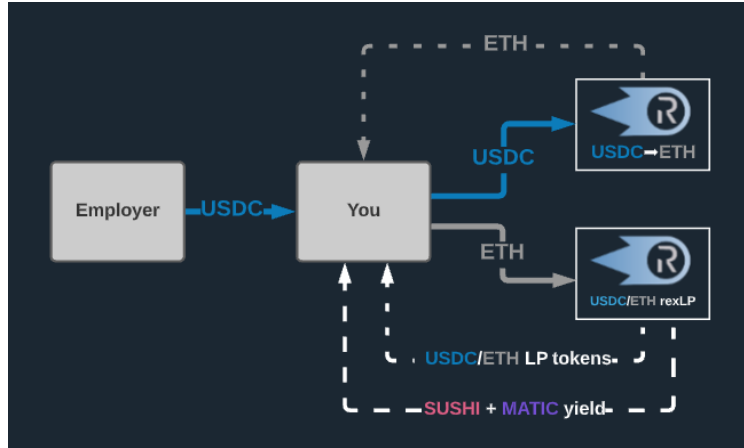 ETH
R
USDC→ETH
USDC
Employer
USDC
You
ETH
R
USDC/ETH rexLP
USDC/ETH LP tokens
SUSHI + MATIC yield